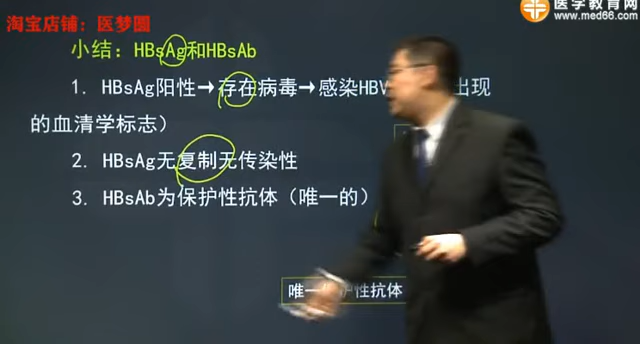 淘宝店铺：医梦圆
医学教育网
www.med66.com
小结：HBsAg和HBsAb
1. HBsAg阳性→存在病毒→感染HBV 出现
的血清学标志）
2. HBsAg无复制无传染性
3. HBsAb为保护性抗体（唯一的）
唯一 护性抗体